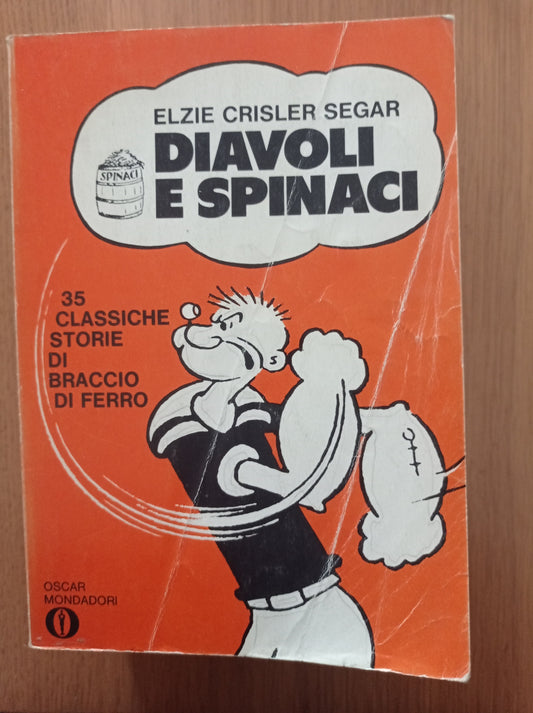 ELZIE CRISLER SEGAR
DIAVOLI
E SPINACI
SPINACI
35
CLASSICHE
STORIE
DI
BRACCIO
DI FERRO
OSCAR
MONDADORI